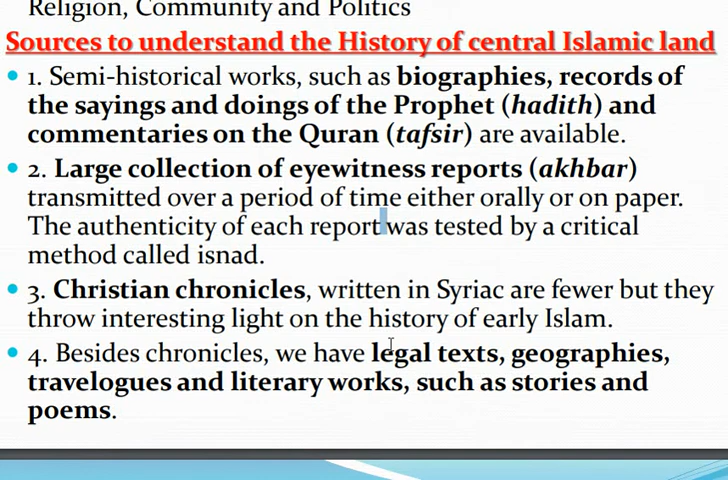 Religion, Community and Politics
Sources to understand the History of central Islamic land
• 1. Semi-historical works, such as biographies, records of
the sayings and doings of the Prophet (hadith) and
commentaries on the Quran (tafsir) are available.
• 2. Large collection of eyewitness reports (akhbar)
transmitted over a period of time either orally or on paper.
The authenticity of each report was tested by a critical
method called isnad.
• 3. Christian chronicles, written in Syriac are fewer but they
throw interesting light on the history of early Islam.
• 4. Besides chronicles, we have legal texts, geographies,
travelogues and literary works, such as stories and
poems.